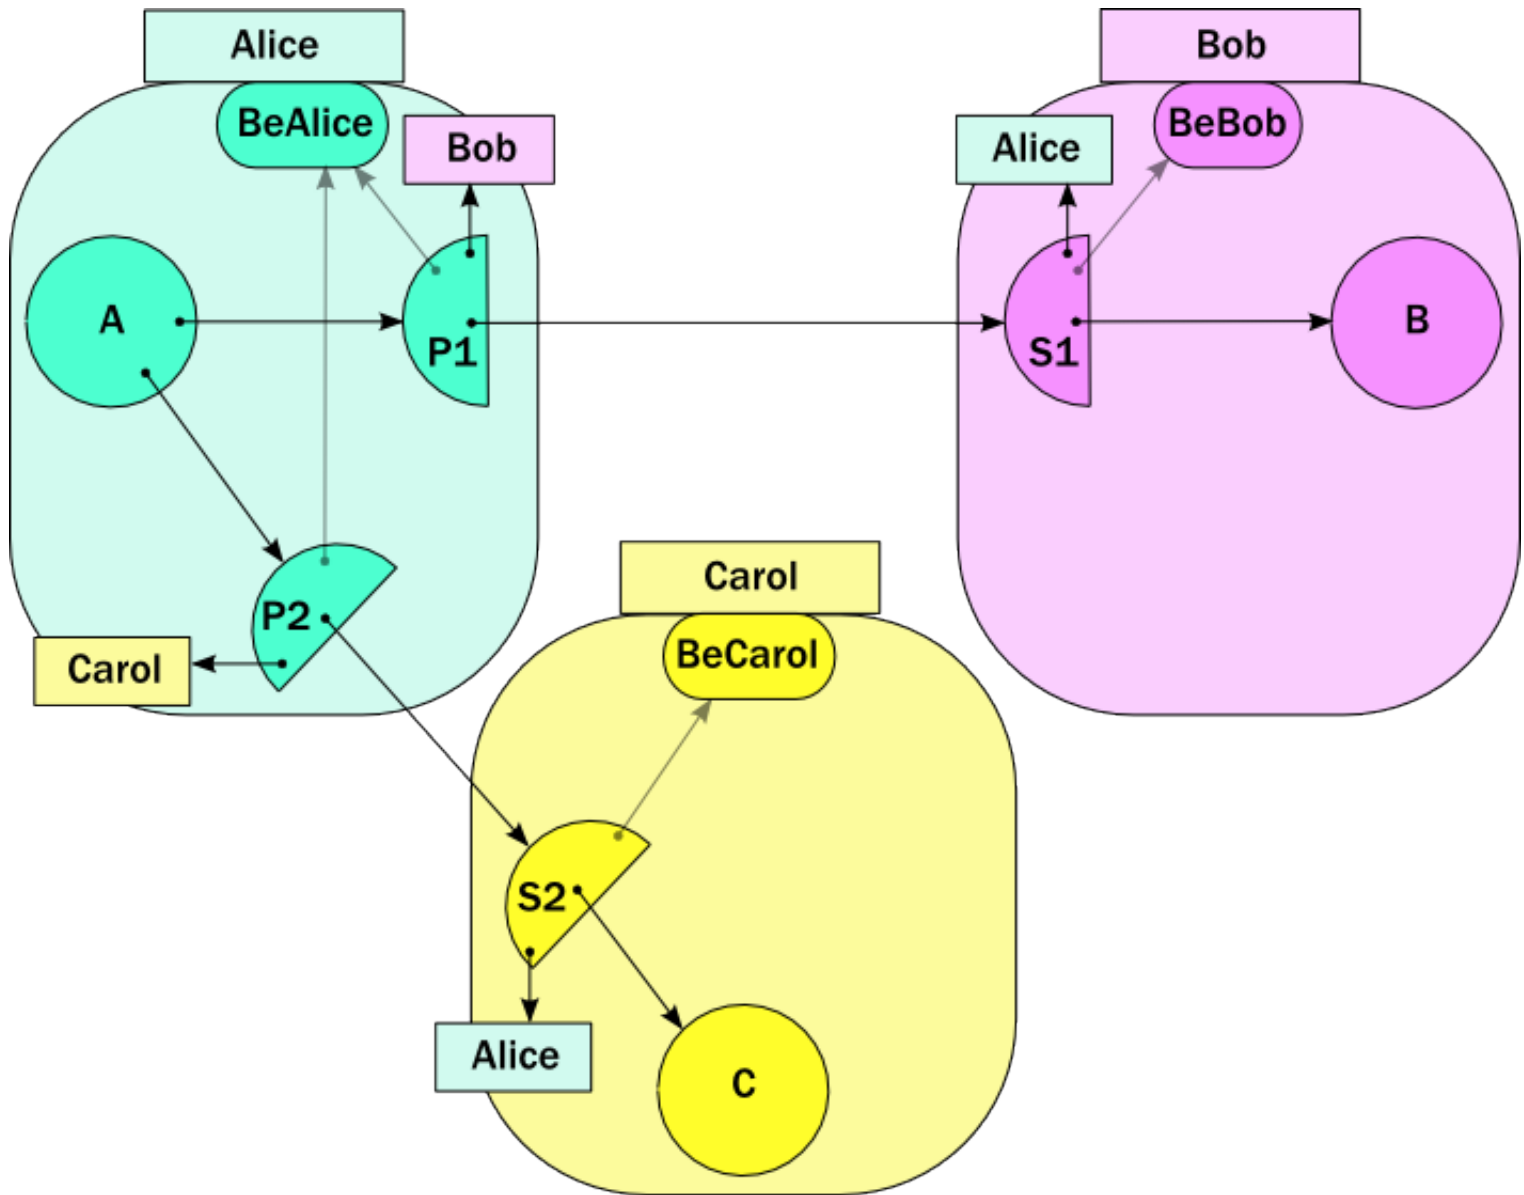 Alice
Bob
BeAlice
BeBob
Bob
Alice
A
B
P1
S1
Carol
P2
BeCarol
Carol
S2
Alice
C